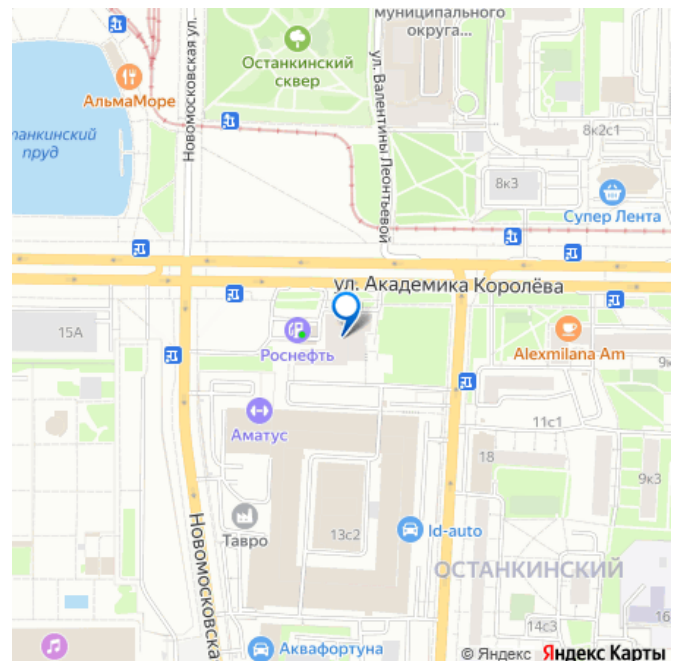 муниципального
округа...
Новомосковская ул.
Останкинский
сквер
ул. Валентины Леонтьевой
АльмаМоре
танкинский
пруд
8к2с1
8к3
Супер Лента
ул. Академика Королёва
15А
Роснефть
Alexmilana Am
9к
Аматус
11с1
18
9к3
Новомосковска
Тавро
13с2
Id-auto
ОСТАНКИНСКИЙ
16
14с3
Аквафортуна
© Яндекс Яндекс Карты